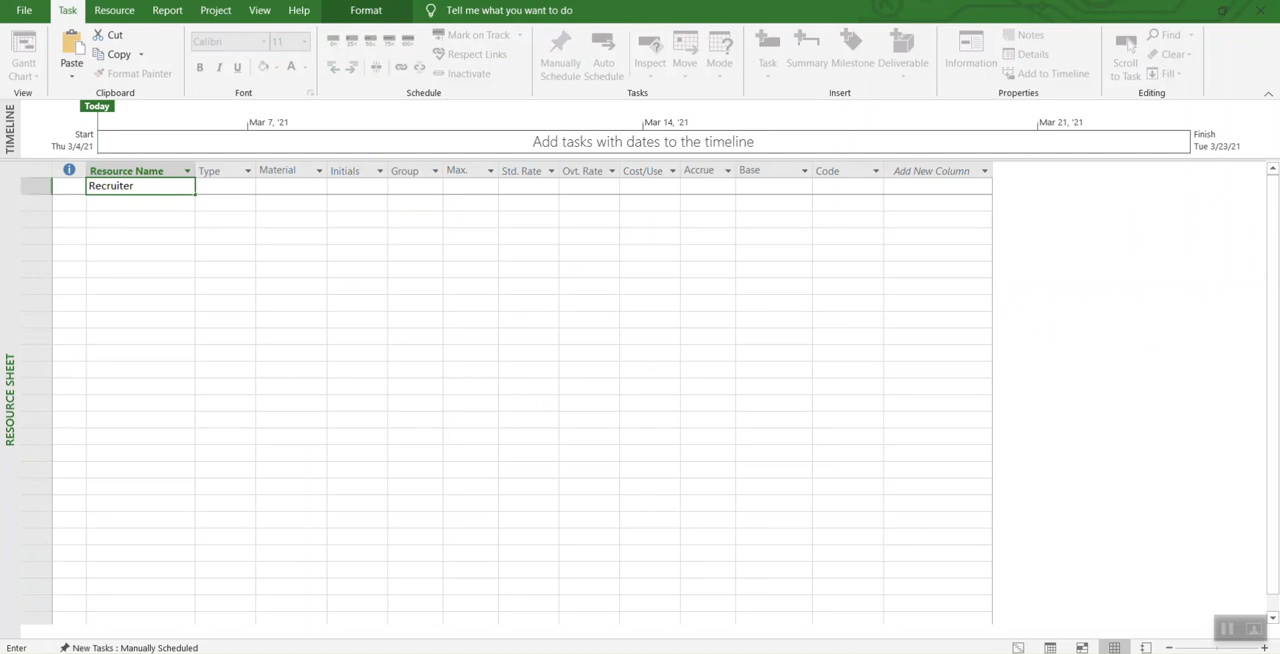 File Task Resource Project Report View Help Format Tell me what you want to do
Gantt Chart
View
Paste
Cut
Copy
Format Painter
Clipboard
Calibri 11
B I U A
Font
Mark on Track
Respect Links
Inactivate
Schedule
Manually Schedule
Auto Schedule
Inspect
Move
Mode
Tasks
Task
Summary
Milestone
Deliverable
Insert
Information
Notes
Details
Add to Timeline
Properties
Scroll to Task
Find
Clear
Fill
Editing
TIMELINE
Today
Start
Thu 3/4/21
Mar 7, '21 Mar 14, '21 Mar 21, '21
Add tasks with dates to the timeline
Finish
Tue 3/23/21
Resource Name Type Material Initials Group Max. Std. Rate Ovt. Rate Cost/Use Accrue Base Code Add New Column
Recruiter
RESOURCE SHEET
Enter New Tasks : Manually Scheduled